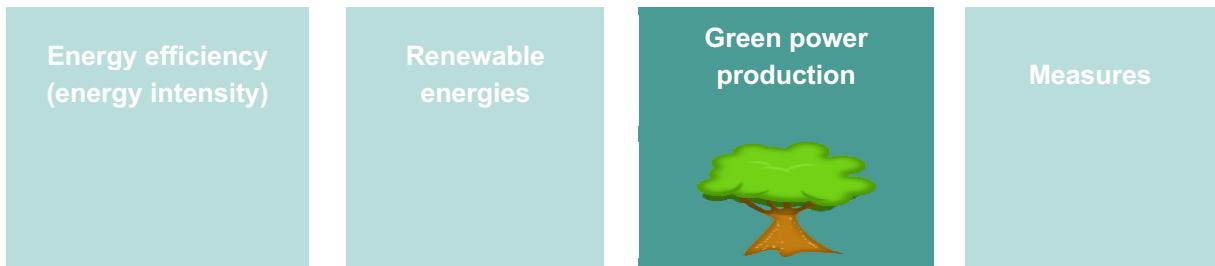 Energy efficiency
(energy intensity)
Renewable
energies
Green power
production
Measures